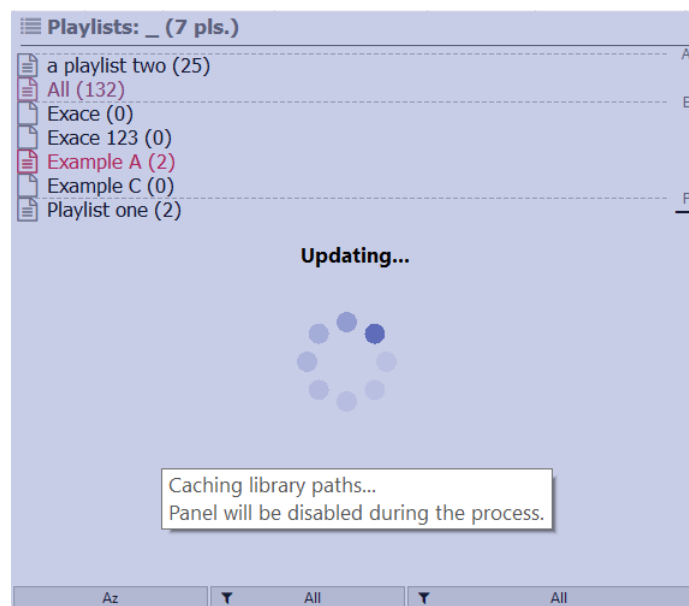 Playlists: _ (7 pls.)
A
a playlist two (25)
All (132)
E
Exace (0)
Exace 123 (0)
Example A (2)
Example C (0)
P
Playlist one (2)
Updating...
Caching library paths...
Panel will be disabled during the process.
Az All All